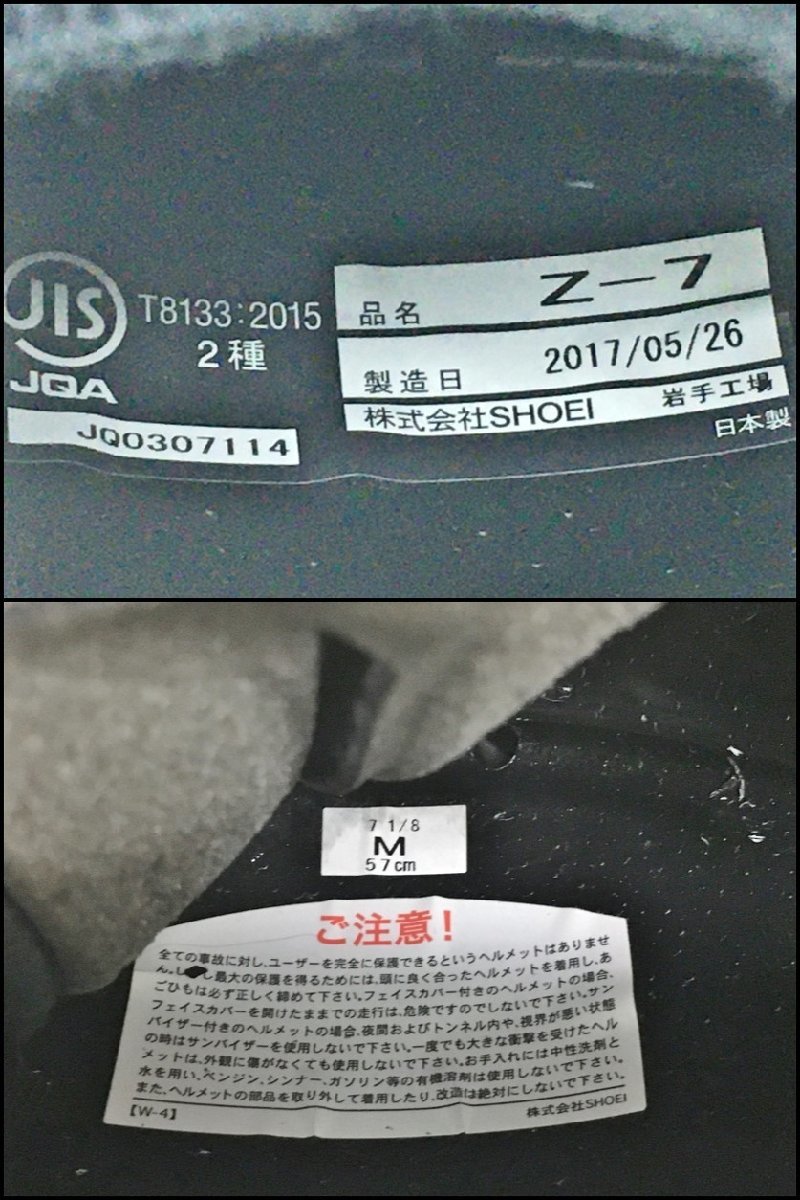 JIS
JQA
T8133:2015
2種
JQ0307114
品名 Z-7
製造日 2017/05/26
株式会社SHOEI 岩手工場
日本製
7 1/8
M
57cm
ご注意!
全ての事故に対し、ユーザーを完全に保護できるというヘルメットはありませ
ん。し し最大の保護を得るためには、頭に良く合ったヘルメットを着用し、あ
ごひもは必ず正しく締めて下さい。フェイスカバー付きのヘルメットの場合、
フェイスカバーを開けたままでの走行は、危険ですのでしないで下さい。サン
バイザー付きのヘルメットの場合、夜間およびトンネル内や、視界が悪い状態
の時はサンバイザーを使用しないで下さい。一度でも大きな衝撃を受けたヘル
メットは、外観に傷がなくても使用しないで下さい。お手入れには中性洗剤と
水を用い、ベンジン、シンナー、ガソリン等の有機溶剤は使用しないで下さい。
また、ヘルメットの部品を取り外して着用したり、改造は絶対にしないで下さい。
【W-4】 株式会社SHOEI